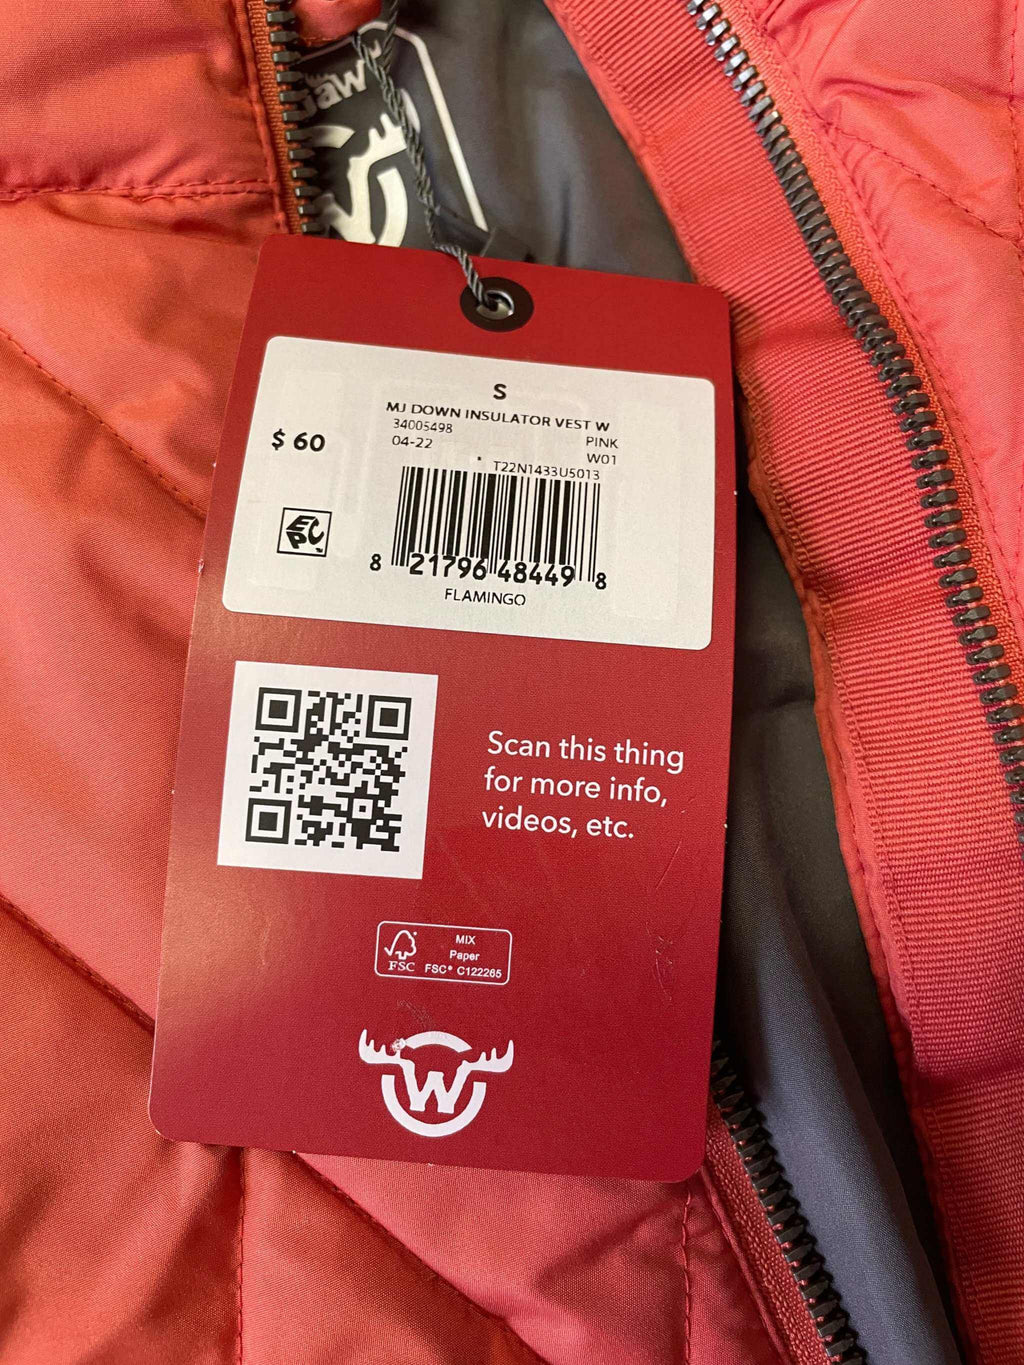 S
MJ DOWN INSULATOR VEST W
34005498
04-22 PINK
W01
$ 60
T22N1433U5013
EPC
8 21796 48449 8
FLAMINGO
Scan this thing
for more info,
videos, etc.
MIX
Paper
FSC FSC® C122265
W